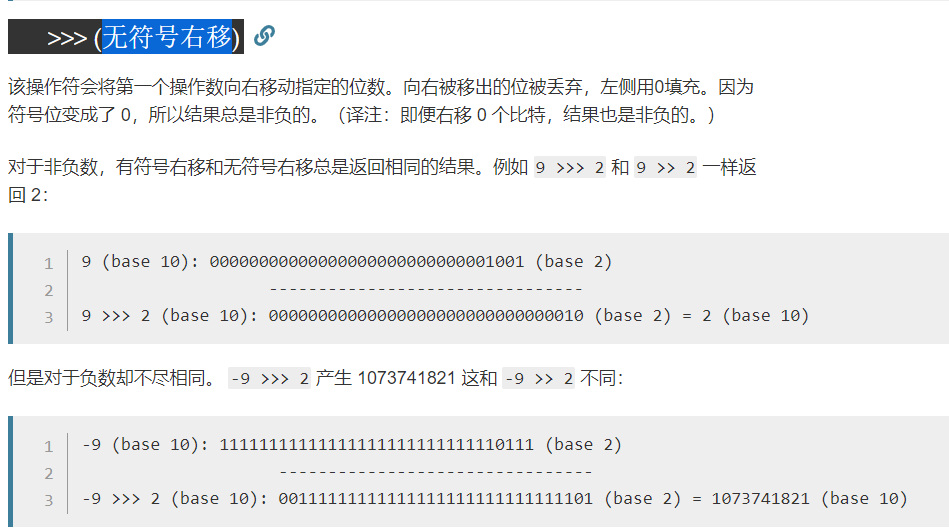 >>> (无符号右移)
该操作符会将第一个操作数向右移动指定的位数。向右被移出的位被丢弃，左侧用0填充。因为
符号位变成了 0，所以结果总是非负的。（译注：即便右移 0 个比特，结果也是非负的。）
对于非负数，有符号右移和无符号右移总是返回相同的结果。例如 9 >>> 2 和 9 >> 2 一样返
回 2：
1 9 (base 10): 00000000000000000000000000001001 (base 2)
2 --------------------------------
3 9 >>> 2 (base 10): 00000000000000000000000000000010 (base 2) = 2 (base 10)
但是对于负数却不尽相同。 -9 >>> 2 产生 1073741821 这和 -9 >> 2 不同：
1 -9 (base 10): 11111111111111111111111111110111 (base 2)
2 --------------------------------
3 -9 >>> 2 (base 10): 00111111111111111111111111111101 (base 2) = 1073741821 (base 10)